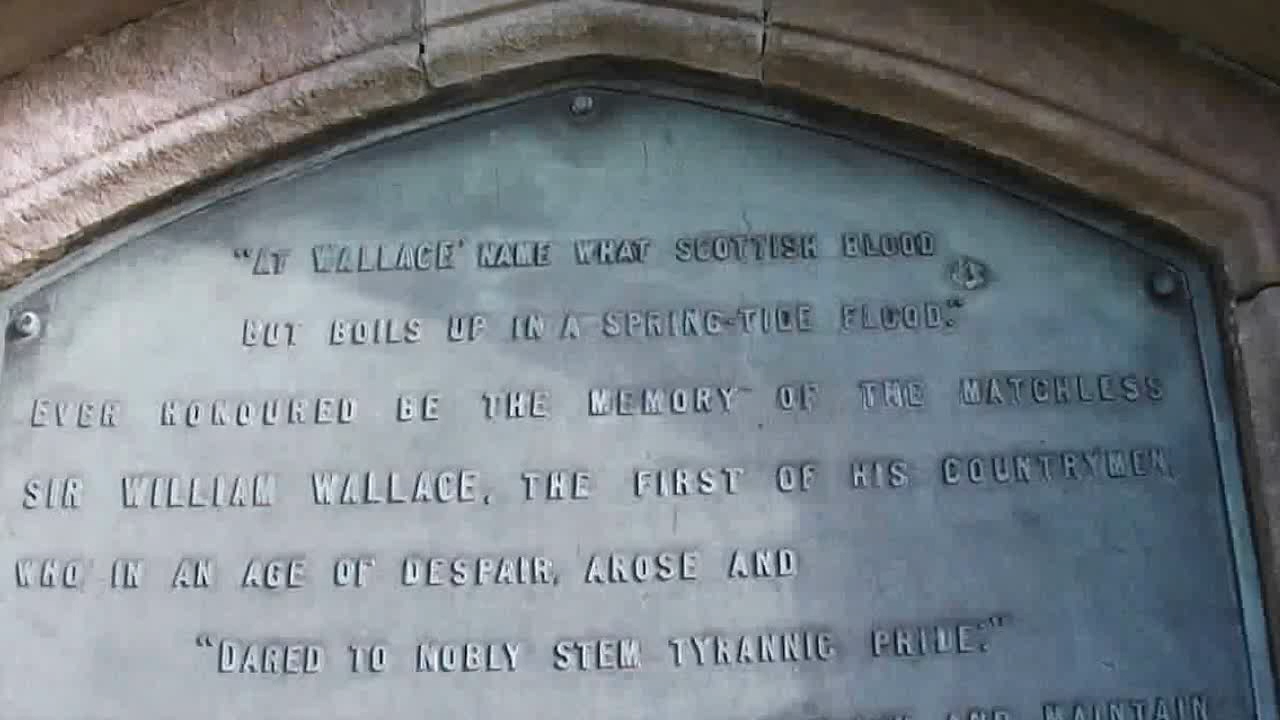 "AT WALLACE' NAME WHAT SCOTTISH BLOOD
BUT BOILS UP IN A SPRING-TIDE FLOOD."
EVER HONOURED BE THE MEMORY OF THE MATCHLESS
SIR WILLIAM WALLACE, THE FIRST OF HIS COUNTRYMEN,
WHO IN AN AGE OF DESPAIR, AROSE AND
"DARED TO NOBLY STEM TYRANNIC PRIDE:"
AND MAINTAIN